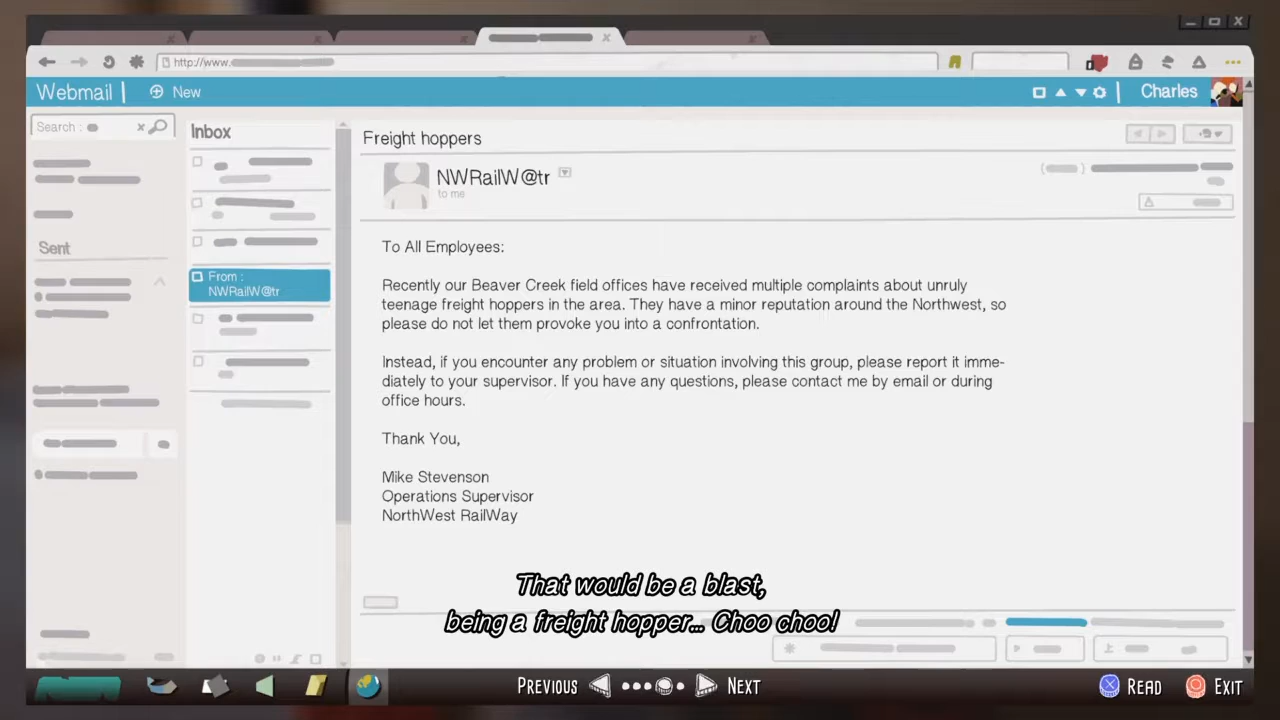 http://www.
Webmail
New
Charles
Search :
x
Inbox
Freight hoppers
NWRailW@tr
to me
Sent
From :
NWRailW@tr
To All Employees:
Recently our Beaver Creek field offices have received multiple complaints about unruly
teenage freight hoppers in the area. They have a minor reputation around the Northwest, so
please do not let them provoke you into a confrontation.
Instead, if you encounter any problem or situation involving this group, please report it imme-
diately to your supervisor. If you have any questions, please contact me by email or during
office hours.
Thank You,
Mike Stevenson
Operations Supervisor
NorthWest RailWay
That would be a blast,
being a freight hopper... Choo choo!
Previous
Next
Read
Exit